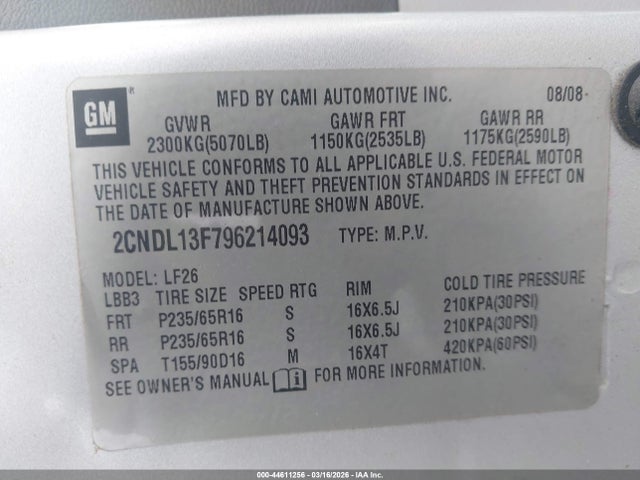 GM
MFD BY CAMI AUTOMOTIVE INC. 08/08
GVWR GAWR FRT GAWR RR
2300KG(5070LB) 1150KG(2535LB) 1175KG(2590LB)
THIS VEHICLE CONFORMS TO ALL APPLICABLE U.S. FEDERAL MOTOR
VEHICLE SAFETY AND THEFT PREVENTION STANDARDS IN EFFECT ON
THE DATE OF MANUFACTURE SHOWN ABOVE.
2CNDL13F796214093 TYPE: M.P.V.
MODEL: LF26
LBB3 TIRE SIZE SPEED RTG RIM COLD TIRE PRESSURE
FRT P235/65R16 S 16X6.5J 210KPA(30PSI)
RR P235/65R16 S 16X6.5J 210KPA(30PSI)
SPA T155/90D16 M 16X4T 420KPA(60PSI)
SEE OWNER'S MANUAL i FOR MORE INFORMATION.
000-44611256 | 03/16/2026 | IAA Inc.